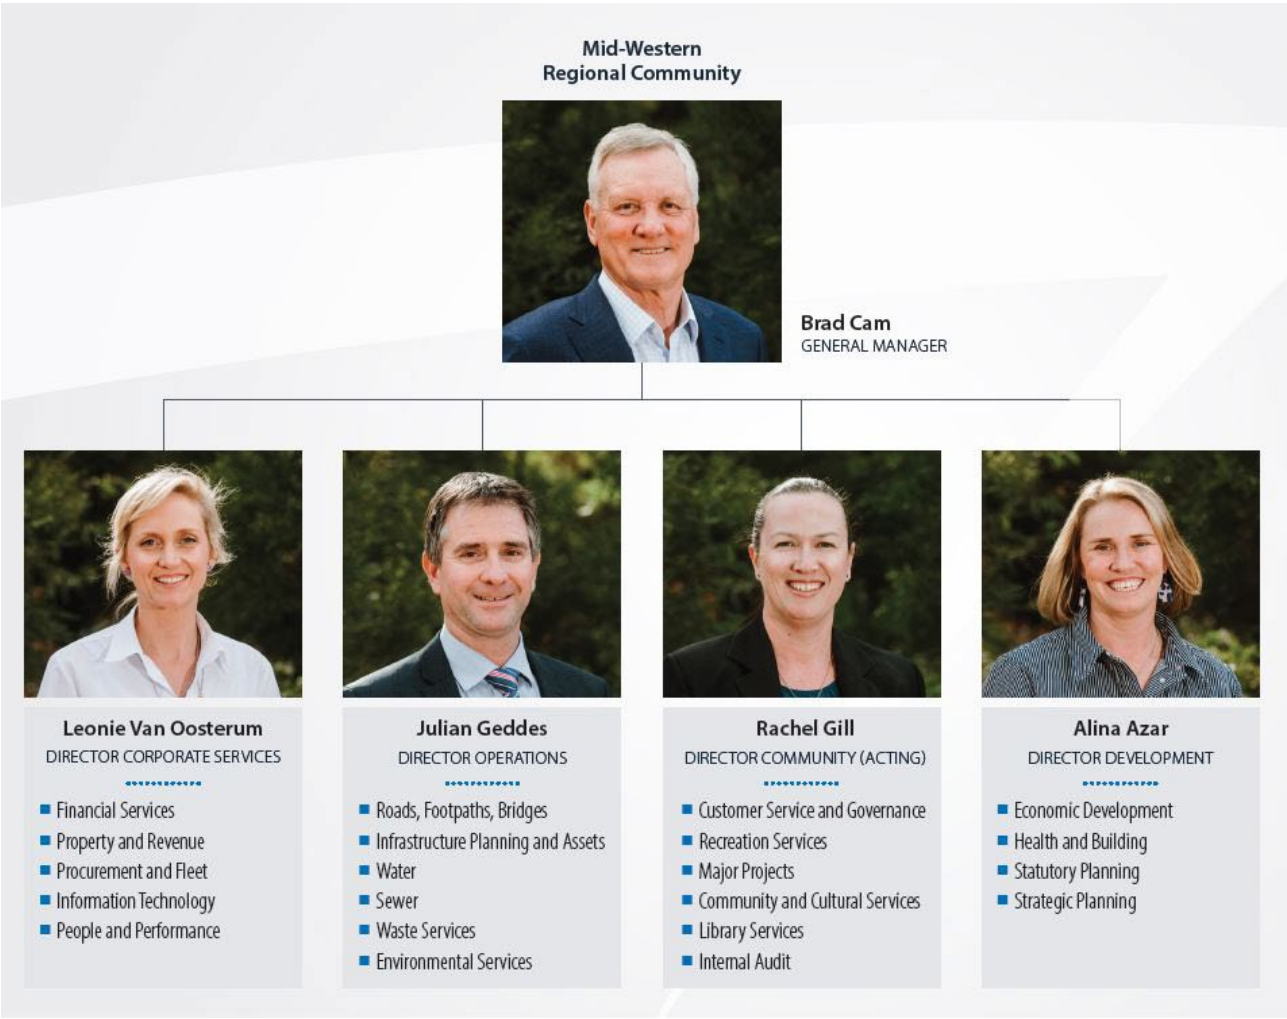 Mid-Western
Regional Community
Brad Cam
GENERAL MANAGER
Leonie Van Oosterum
DIRECTOR CORPORATE SERVICES
Financial Services
Property and Revenue
Procurement and Fleet
Information Technology
People and Performance
Julian Geddes
DIRECTOR OPERATIONS
Roads, Footpaths, Bridges
Infrastructure Planning and Assets
Water
Sewer
Waste Services
Environmental Services
Rachel Gill
DIRECTOR COMMUNITY (ACTING)
Customer Service and Governance
Recreation Services
Major Projects
Community and Cultural Services
Library Services
Internal Audit
Alina Azar
DIRECTOR DEVELOPMENT
Economic Development
Health and Building
Statutory Planning
Strategic Planning